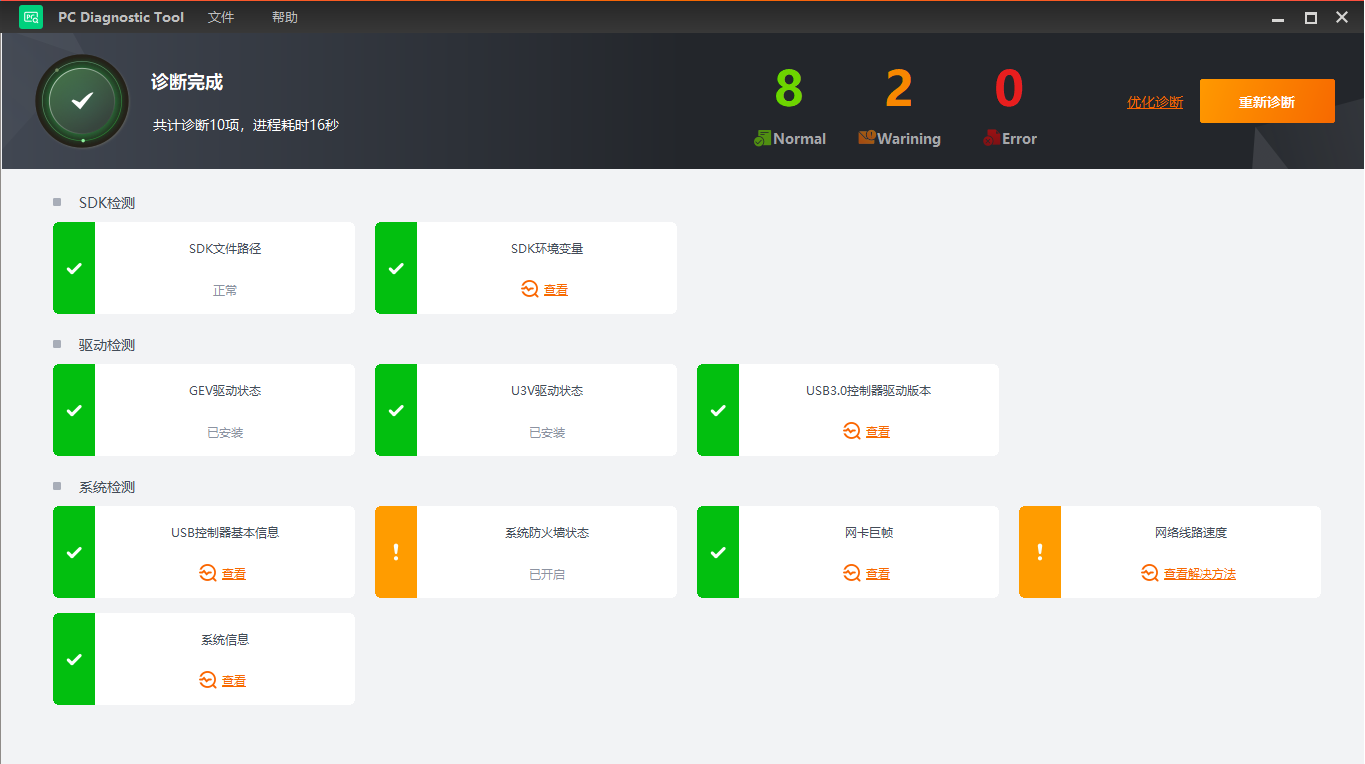 PC Diagnostic Tool 文件 帮助
诊断完成
共计诊断10项，进程耗时16秒
8 2 0
Normal Warining Error
优化诊断 重新诊断
SDK检测
SDK文件路径 SDK环境变量
正常 查看
驱动检测
GEV驱动状态 U3V驱动状态 USB3.0控制器驱动版本
已安装 已安装 查看
系统检测
USB控制器基本信息 系统防火墙状态 网卡巨帧 网络线路速度
查看 已开启 查看 查看解决方法
系统信息
查看